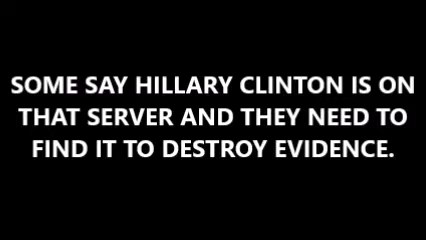 SOME SAY HILLARY CLINTON IS ON
THAT SERVER AND THEY NEED TO
FIND IT TO DESTROY EVIDENCE.